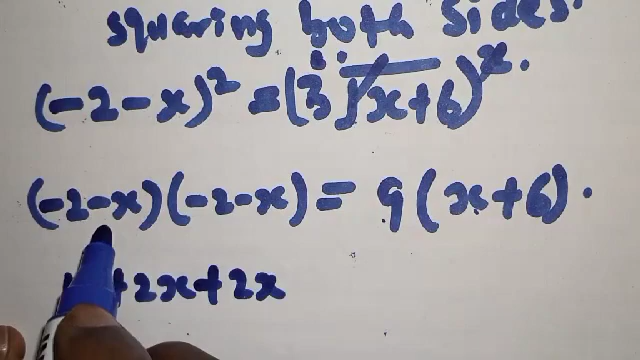 squaring both sides.
(-2-x)² = (3√x+6)².
(-2-x)(-2-x) = 9(x+6).
+2x+2x